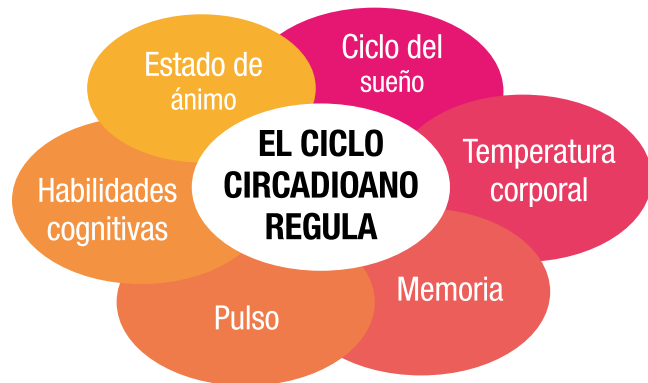 EL CICLO
CIRCADIOANO
REGULA
Ciclo del
sueño
Temperatura
corporal
Memoria
Pulso
Habilidades
cognitivas
Estado de
ánimo